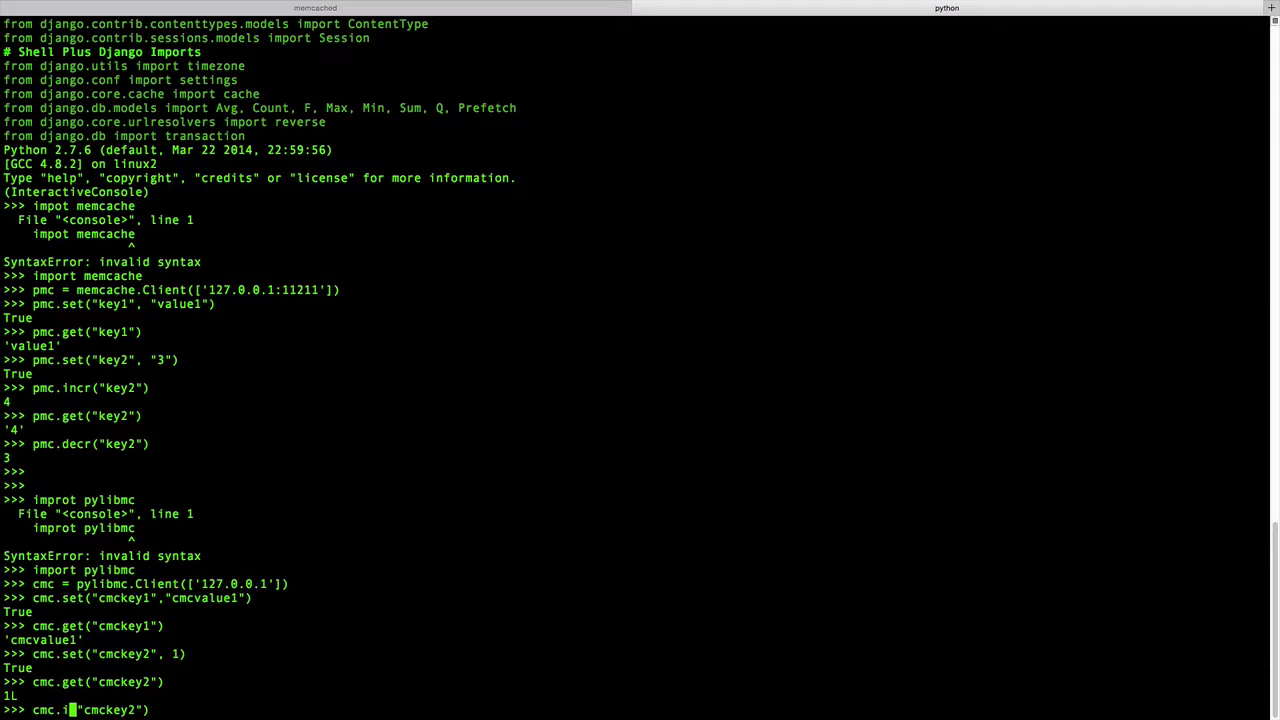 memcached
python
from django.contrib.contenttypes.models import ContentType
from django.contrib.sessions.models import Session
# Shell Plus Django Imports
from django.utils import timezone
from django.conf import settings
from django.core.cache import cache
from django.db.models import Avg, Count, F, Max, Min, Sum, Q, Prefetch
from django.core.urlresolvers import reverse
from django.db import transaction
Python 2.7.6 (default, Mar 22 2014, 22:59:56)
[GCC 4.8.2] on linux2
Type "help", "copyright", "credits" or "license" for more information.
(InteractiveConsole)
>>> impot memcache
  File "<console>", line 1
    impot memcache
                 ^
SyntaxError: invalid syntax
>>> import memcache
>>> pmc = memcache.Client(['127.0.0.1:11211'])
>>> pmc.set("key1", "value1")
True
>>> pmc.get("key1")
'value1'
>>> pmc.set("key2", "3")
True
>>> pmc.incr("key2")
4
>>> pmc.get("key2")
'4'
>>> pmc.decr("key2")
3
>>>
>>>
>>> improt pylibmc
  File "<console>", line 1
    improt pylibmc
                 ^
SyntaxError: invalid syntax
>>> import pylibmc
>>> cmc = pylibmc.Client(['127.0.0.1'])
>>> cmc.set("cmckey1","cmcvalue1")
True
>>> cmc.get("cmckey1")
'cmcvalue1'
>>> cmc.set("cmckey2", 1)
True
>>> cmc.get("cmckey2")
1L
>>> cmc.i"cmckey2")